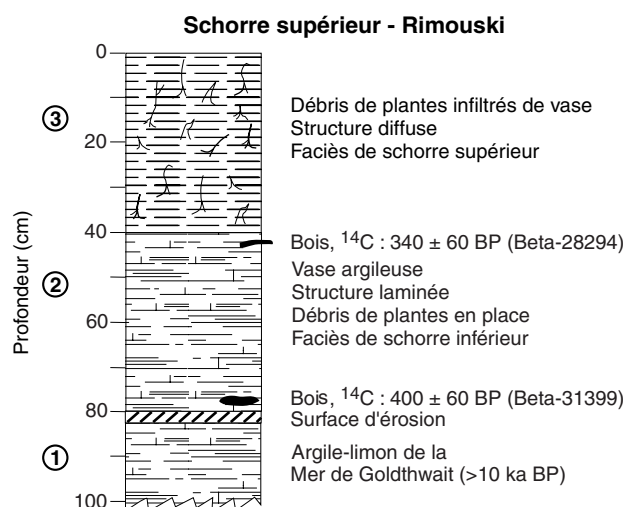 Schorre supérieur - Rimouski
Profondeur (cm)
0
20
40
60
80
100
3
2
1
Débris de plantes infiltrés de vase
Structure diffuse
Faciès de schorre supérieur
Bois, ¹⁴C : 340 ± 60 BP (Beta-28294)
Vase argileuse
Structure laminée
Débris de plantes en place
Faciès de schorre inférieur
Bois, ¹⁴C : 400 ± 60 BP (Beta-31399)
Surface d'érosion
Argile-limon de la
Mer de Goldthwait (>10 ka BP)